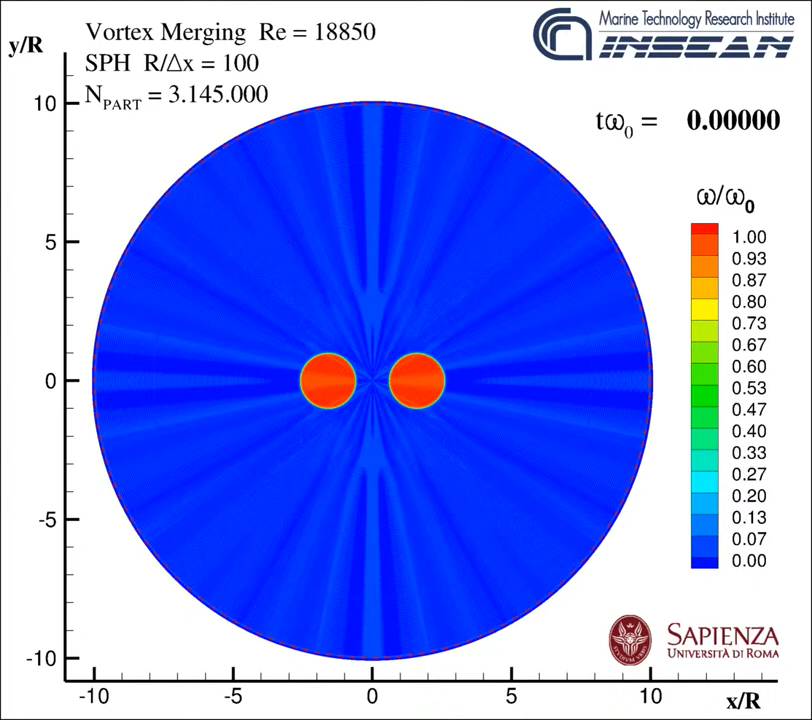 Vortex Merging Re = 18850
SPH R/Δx = 100
N_PART = 3.145.000
Marine Technology Research Institute
INSEAN
tω₀ = 0.00000
y/R
10
5
0
-5
-10
ω/ω₀
1.00
0.93
0.87
0.80
0.73
0.67
0.60
0.53
0.47
0.40
0.33
0.27
0.20
0.13
0.07
0.00
SAPIENZA
UNIVERSITÀ DI ROMA
-10 -5 0 5 10
x/R